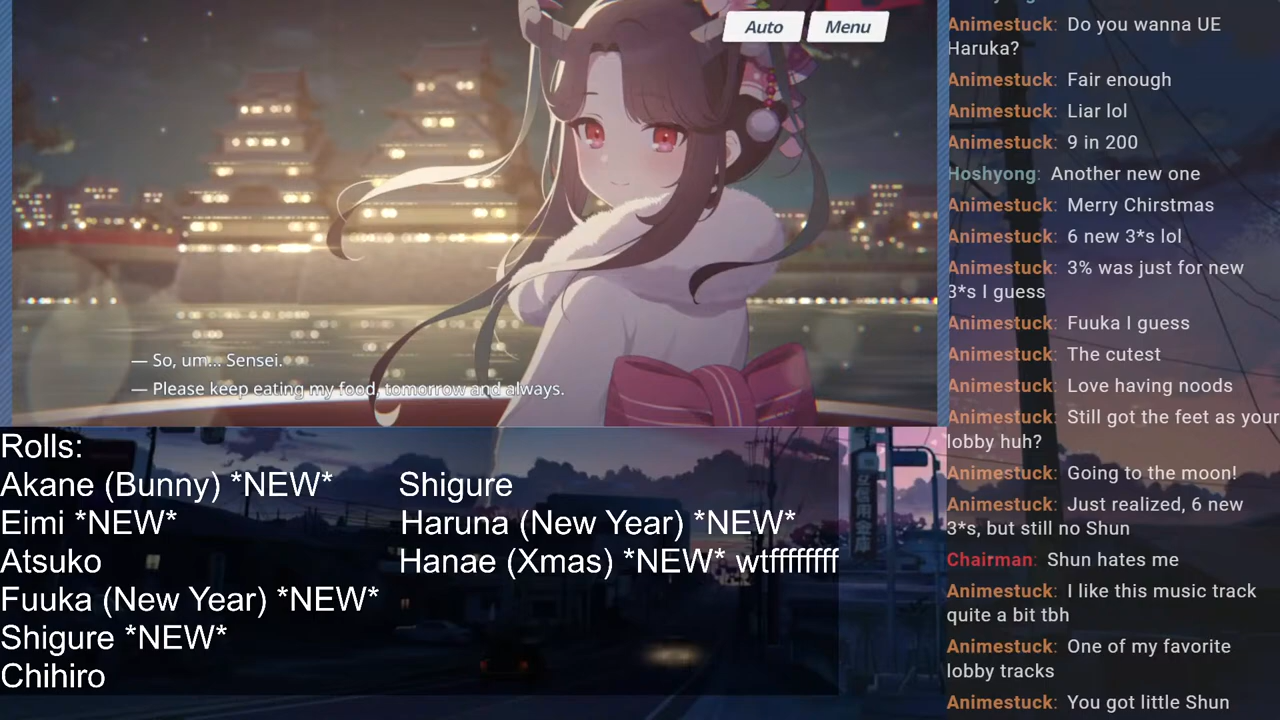 Auto
Menu
— So, um... Sensei.
— Please keep eating my food, tomorrow and always.
Rolls:
Akane (Bunny) *NEW*
Eimi *NEW*
Atsuko
Fuuka (New Year) *NEW*
Shigure *NEW*
Chihiro
Shigure
Haruna (New Year) *NEW*
Hanae (Xmas) *NEW* wtfffffffff
Animestuck: Do you wanna UE
Haruka?
Animestuck: Fair enough
Animestuck: Liar lol
Animestuck: 9 in 200
Hoshyong: Another new one
Animestuck: Merry Chirstmas
Animestuck: 6 new 3*s lol
Animestuck: 3% was just for new
3*s I guess
Animestuck: Fuuka I guess
Animestuck: The cutest
Animestuck: Love having noods
Animestuck: Still got the feet as your
lobby huh?
Animestuck: Going to the moon!
Animestuck: Just realized, 6 new
3*s, but still no Shun
Chairman: Shun hates me
Animestuck: I like this music track
quite a bit tbh
Animestuck: One of my favorite
lobby tracks
Animestuck: You got little Shun